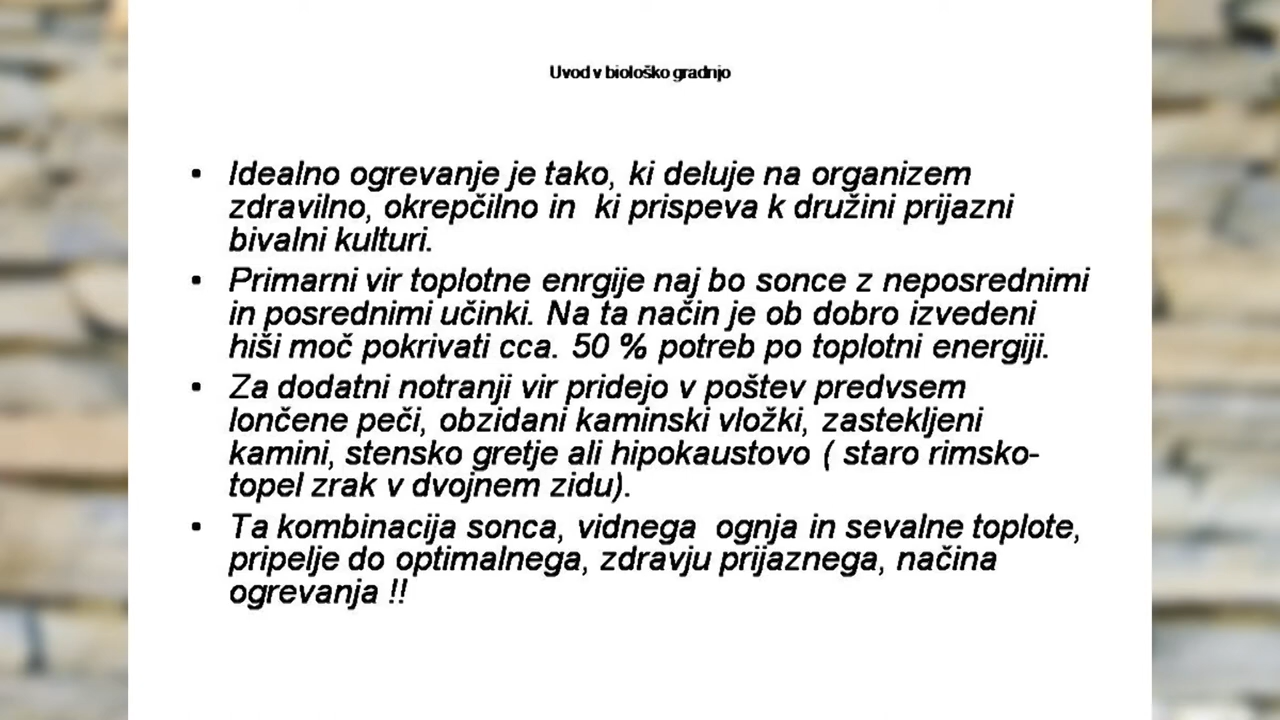 Uvod v biološko gradnjo
• Idealno ogrevanje je tako, ki deluje na organizem
zdravilno, okrepčilno in  ki prispeva k družini prijazni
bivalni kulturi.
• Primarni vir toplotne enrgije naj bo sonce z neposrednimi
in posrednimi učinki. Na ta način je ob dobro izvedeni
hiši moč pokrivati cca. 50 % potreb po toplotni energiji.
• Za dodatni notranji vir pridejo v poštev predvsem
lončene peči, obzidani kaminski vložki, zastekljeni
kamini, stensko gretje ali hipokaustovo ( staro rimsko-
topel zrak v dvojnem zidu).
• Ta kombinacija sonca, vidnega  ognja in sevalne toplote,
pripelje do optimalnega, zdravju prijaznega, načina
ogrevanja !!